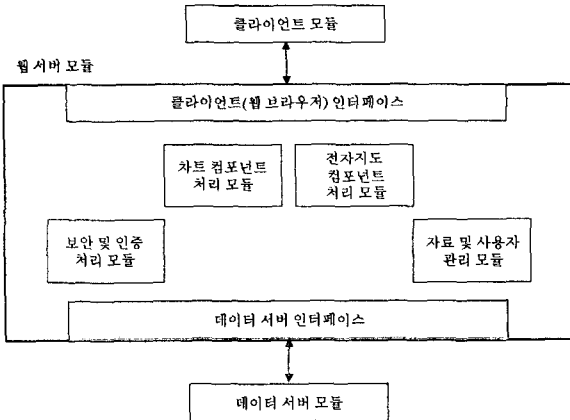 클라이언트 모듈
웹 서버 모듈
클라이언트(웹 브라우저) 인터페이스
차트 컴포넌트
처리 모듈
전자지도
컴포넌트
처리 모듈
보안 및 인증
처리 모듈
자료 및 사용자
관리 모듈
데이터 서버 인터페이스
데이터 서버 모듈